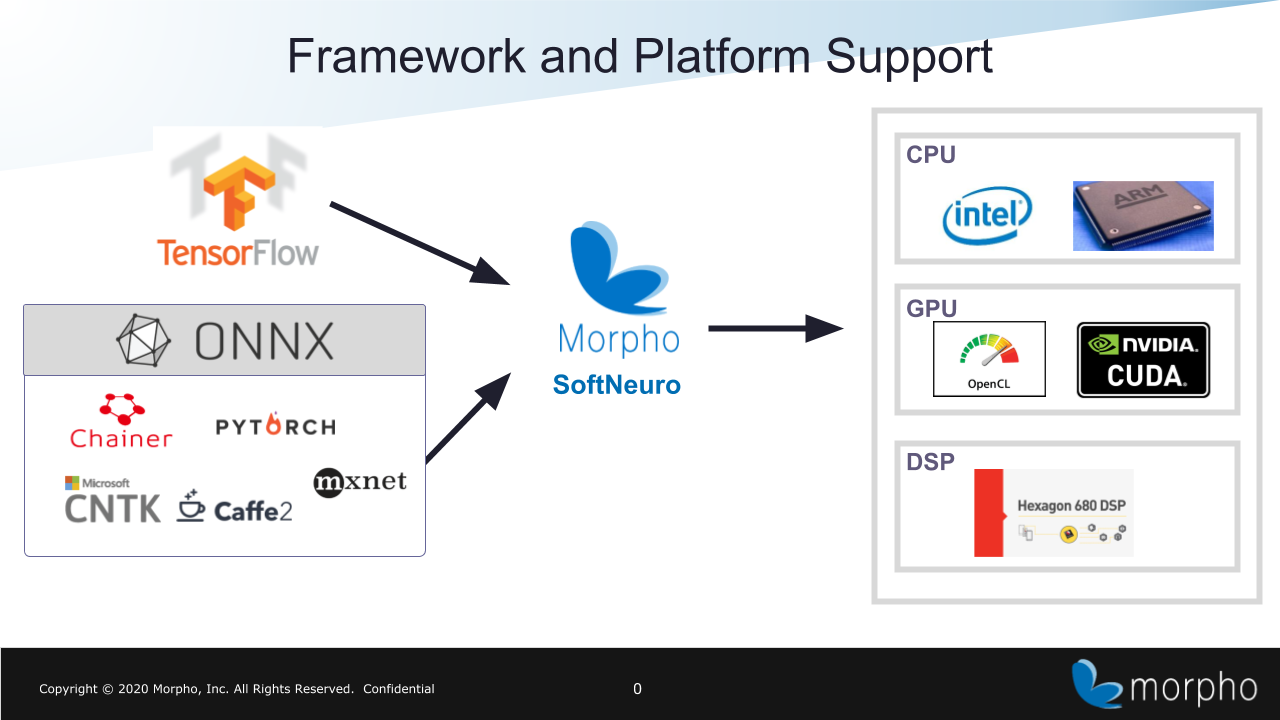 Framework and Platform Support
TensorFlow
ONNX
Chainer
PYTORCH
Microsoft
CNTK
Caffe2
mxnet
Morpho
SoftNeuro
CPU
intel
ARM
GPU
OpenCL
NVIDIA.
CUDA
DSP
Hexagon 680 DSP
Copyright © 2020 Morpho, Inc. All Rights Reserved. Confidential
0
morpho